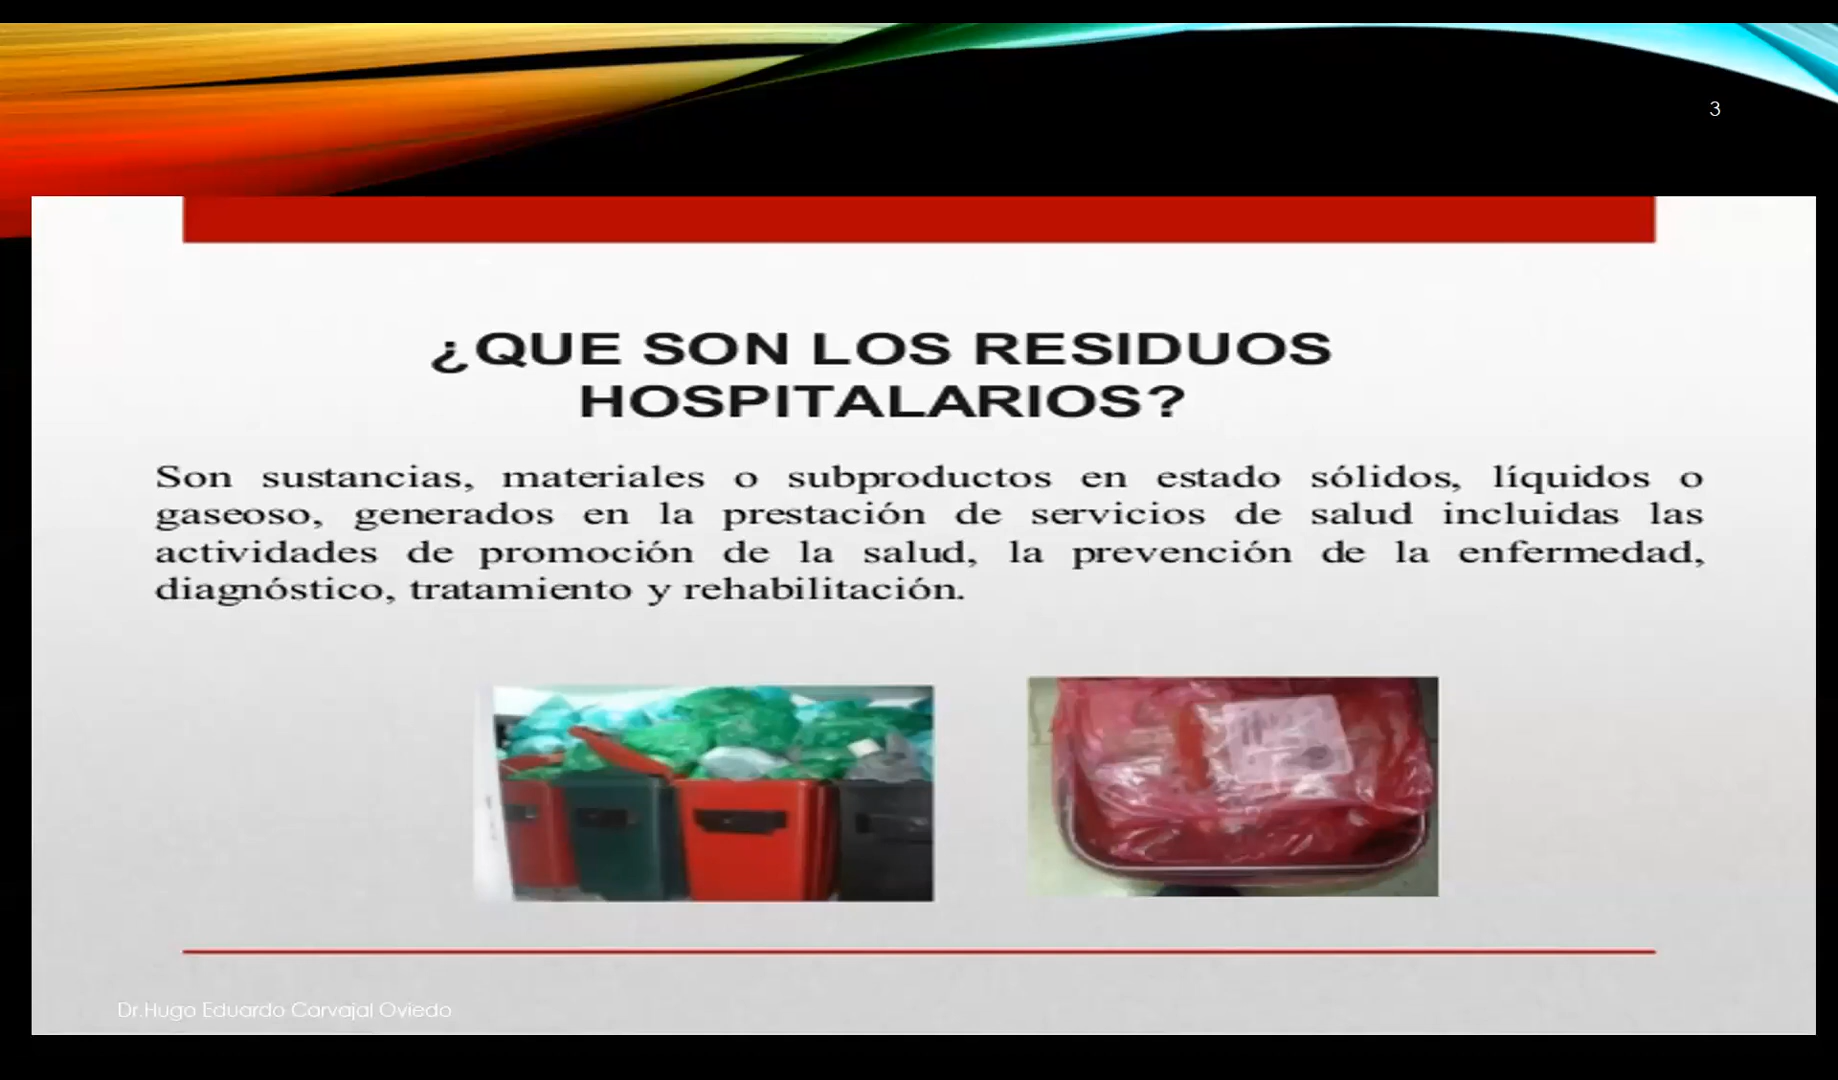 3
¿QUE SON LOS RESIDUOS
HOSPITALARIOS?
Son sustancias, materiales o subproductos en estado sólidos, líquidos o
gaseoso, generados en la prestación de servicios de salud incluidas las
actividades de promoción de la salud, la prevención de la enfermedad,
diagnóstico, tratamiento y rehabilitación.
Dr.Hugo Eduardo Carvajal Oviedo